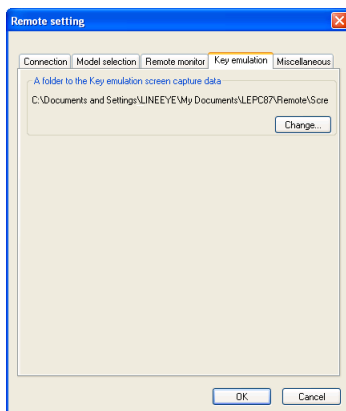 Remote setting
Connection Model selection Remote monitor Key emulation Miscellaneous
A folder to the Key emulation screen capture data
C:\Documents and Settings\LINEEYE\My Documents\LEPC87\Remote\Scre
Change...
OK Cancel